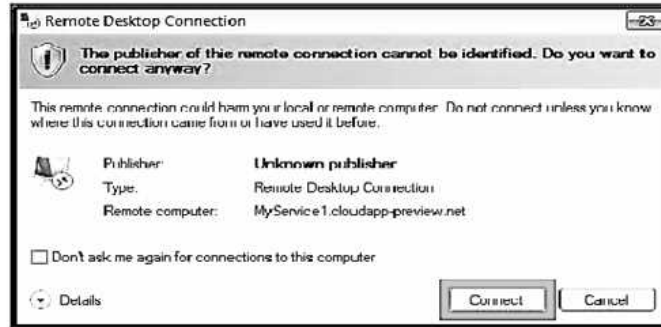 Remote Desktop Connection
The publisher of this remote connection cannot be identified. Do you want to
connect anyway?
This remote connection could harm your local or remote computer. Do not connect unless you know
where this connection came from or have used it before.
Publisher: Unknown publisher
Type: Remote Desktop Connection
Remote computer: MyService1.cloudapp-preview.net
Don't ask me again for connections to this computer
Details Connect Cancel